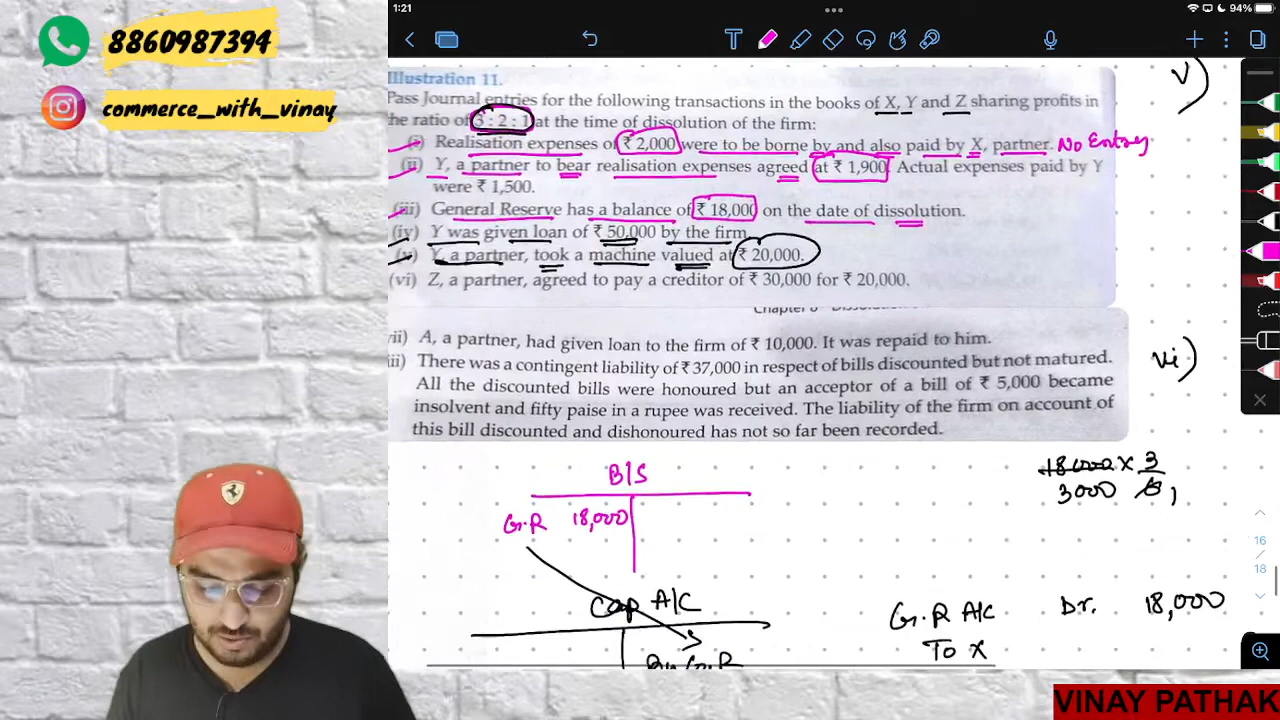 8860987394
commerce_with_vinay
1:21
94%
Illustration 11.
Pass Journal entries for the following transactions in the books of X, Y and Z sharing profits in
he ratio of 3 : 2 : 1 at the time of dissolution of the firm:
(i) Realisation expenses of ₹ 2,000 were to be borne by and also paid by X, partner. No Entry
(ii) Y, a partner to bear realisation expenses agreed at ₹ 1,900. Actual expenses paid by Y
were ₹ 1,500.
(iii) General Reserve has a balance of ₹ 18,000 on the date of dissolution.
(iv) Y was given loan of ₹ 50,000 by the firm.
(v) Y, a partner, took a machine valued at ₹ 20,000.
(vi) Z, a partner, agreed to pay a creditor of ₹ 30,000 for ₹ 20,000.
v)
vii) A, a partner, had given loan to the firm of ₹ 10,000. It was repaid to him.
iii) There was a contingent liability of ₹ 37,000 in respect of bills discounted but not matured.
All the discounted bills were honoured but an acceptor of a bill of ₹ 5,000 became
insolvent and fifty paise in a rupee was received. The liability of the firm on account of
this bill discounted and dishonoured has not so far been recorded.
vi)
B/S
G.R 18,000
18000 × 3
3000 6 1
Cap A/C
By G.R
G.R A/C Dr. 18,000
To X
16
18
VINAY PATHAK